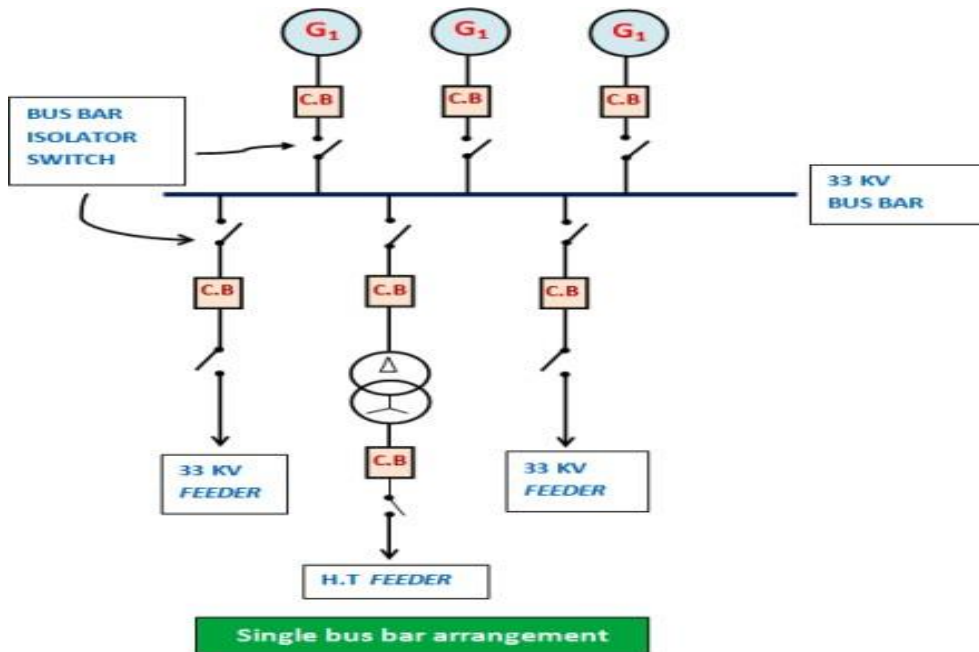 G1
G1
G1
C.B
C.B
C.B
BUS BAR
ISOLATOR
SWITCH
33 KV
BUS BAR
C.B
C.B
C.B
C.B
33 KV
FEEDER
33 KV
FEEDER
H.T FEEDER
Single bus bar arrangement